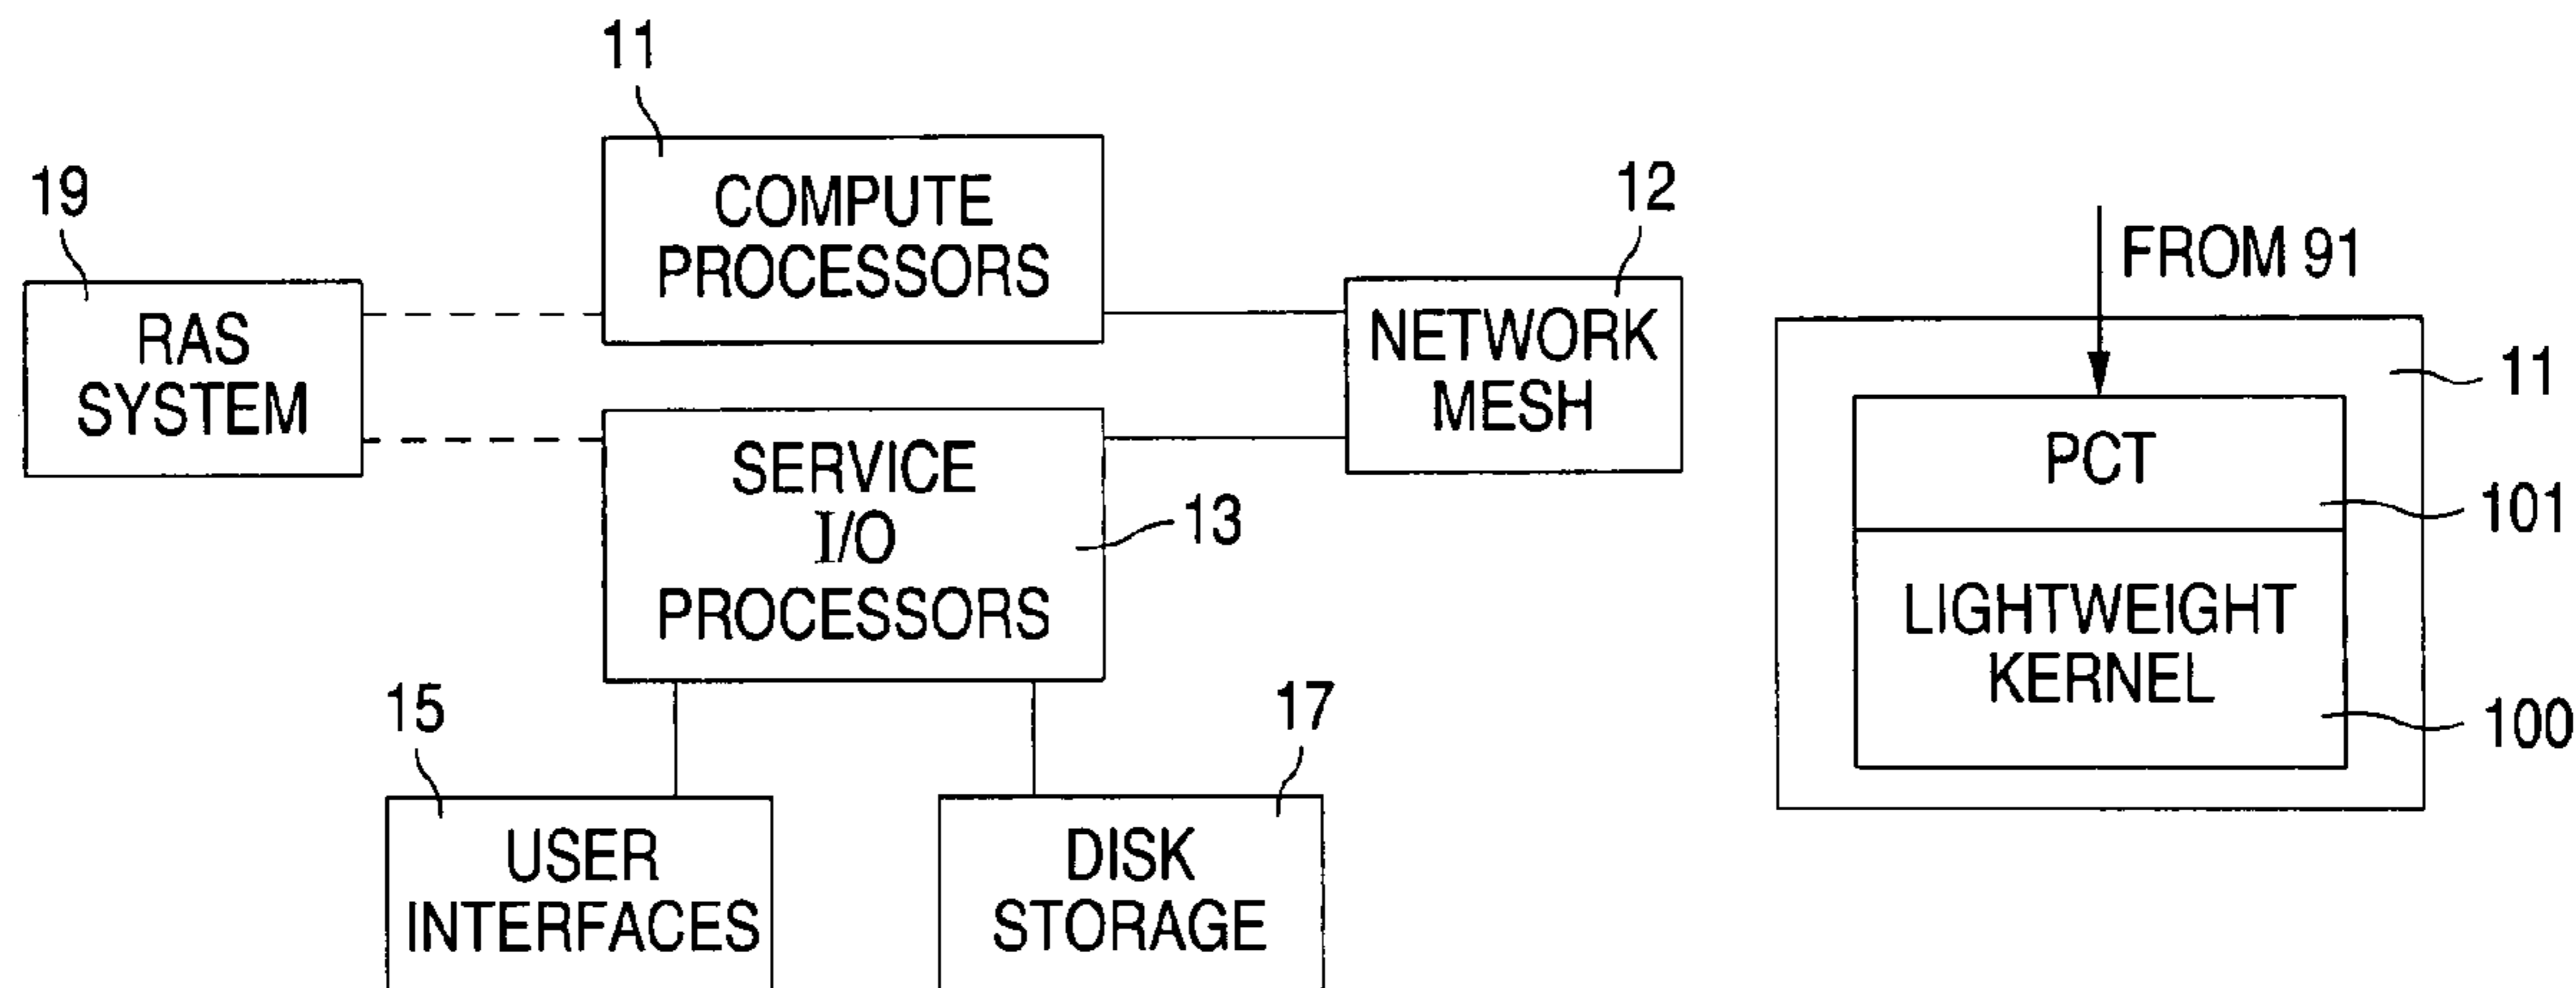 11
COMPUTE
PROCESSORS
19
RAS
SYSTEM
12
NETWORK
MESH
SERVICE
I/O
PROCESSORS
13
15
USER
INTERFACES
17
DISK
STORAGE
FROM 91
11
PCT
101
LIGHTWEIGHT
KERNEL
100